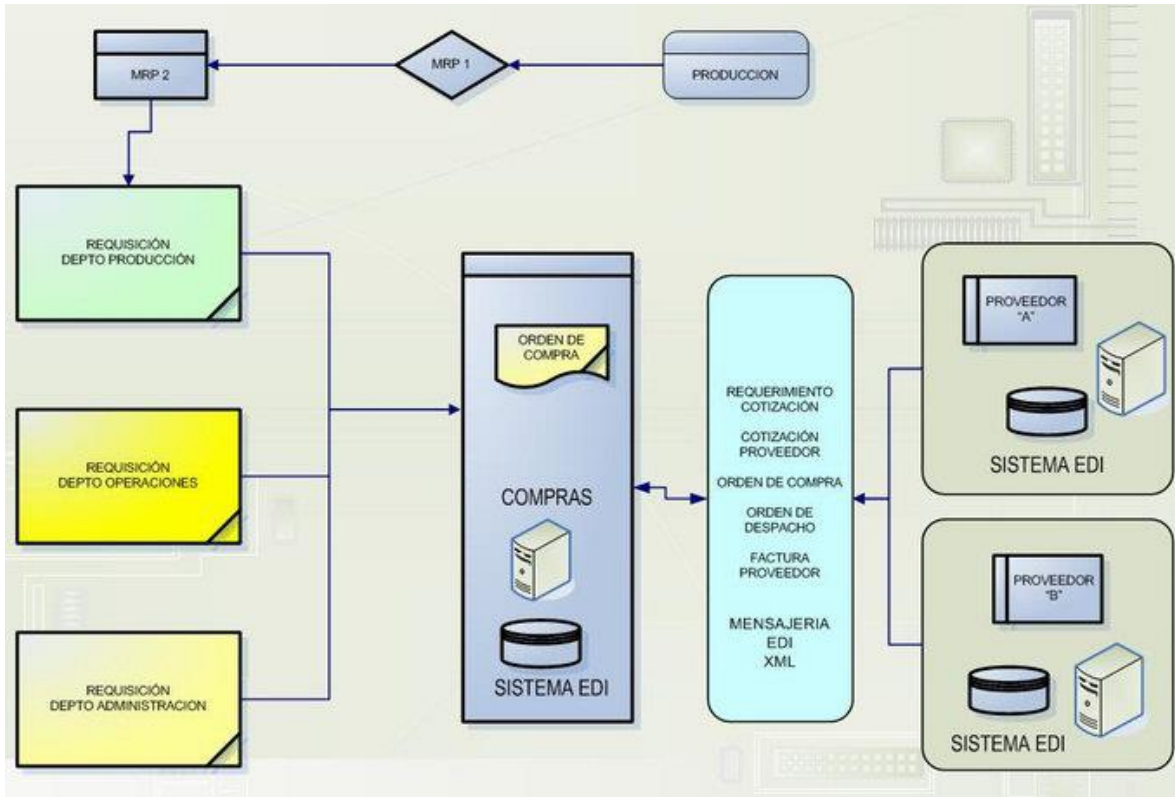 MRP 2
MRP 1
PRODUCCION
REQUISICIÓN
DEPTO PRODUCCIÓN
REQUISICIÓN
DEPTO OPERACIONES
REQUISICIÓN
DEPTO ADMINISTRACION
ORDEN DE
COMPRA
COMPRAS
SISTEMA EDI
REQUERIMIENTO
COTIZACIÓN
COTIZACIÓN
PROVEEDOR
ORDEN DE COMPRA
ORDEN DE
DESPACHO
FACTURA
PROVEEDOR
MENSAJERIA
EDI
XML
PROVEEDOR
"A"
SISTEMA EDI
PROVEEDOR
"B"
SISTEMA EDI